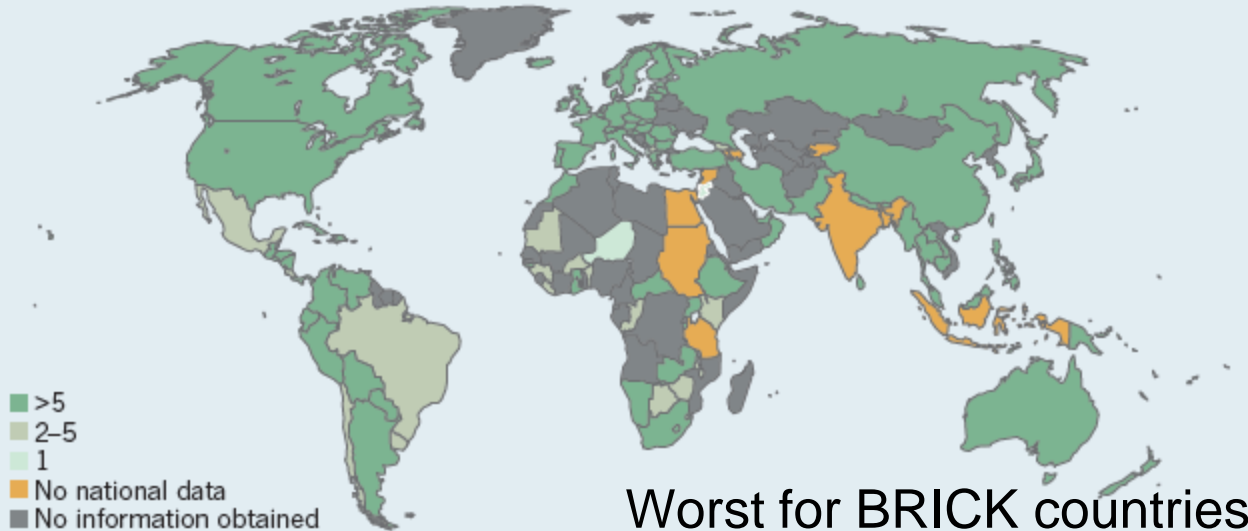 >5
2–5
1
No national data
No information obtained
Worst for BRICK countries